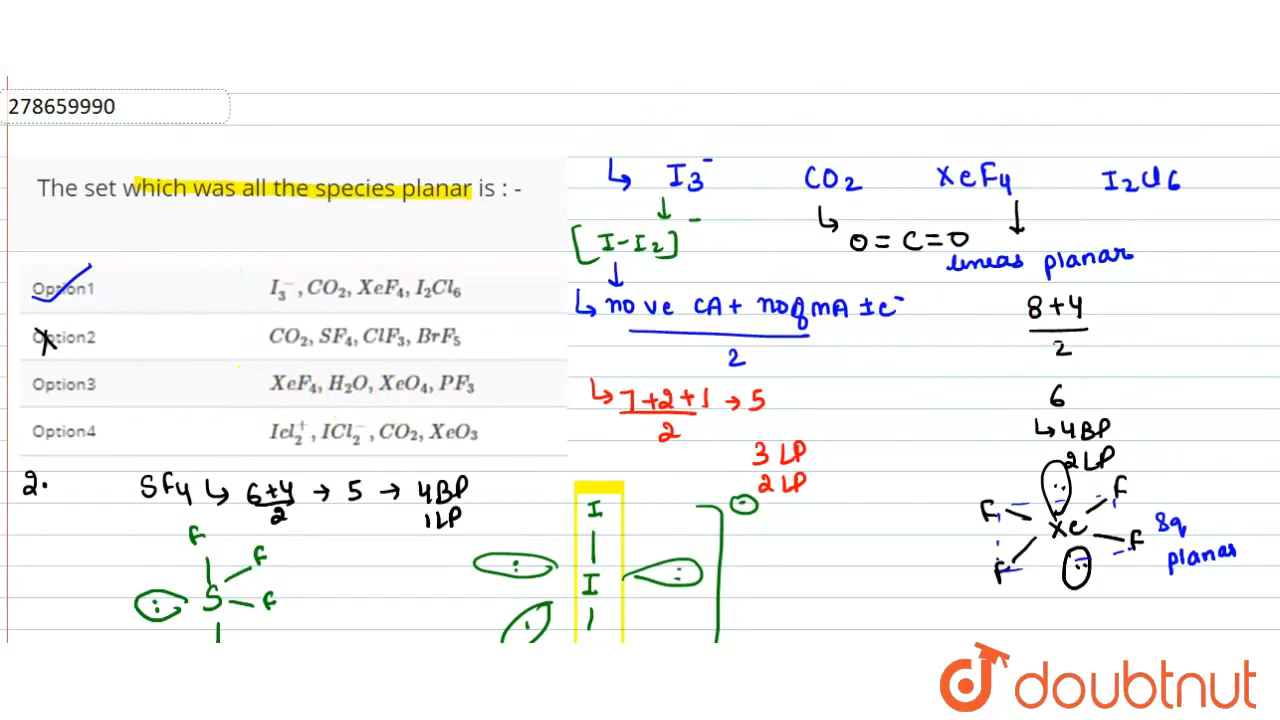 278659990
The set which was all the species planar is : -
Option1 I₃⁻, CO₂, XeF₄, I₂Cl₆
Option2 CO₂, SF₄, ClF₃, BrF₅
Option3 XeF₄, H₂O, XeO₄, PF₃
Option4 Icl₂⁺, ICl₂⁻, CO₂, XeO₃
↳ I₃⁻ CO₂ XeF₄ I₂Cl₆
[I-I₂]⁻
O = C = O
linear planar
↳ no ve CA + no of mA ± e⁻
2
8+4
2
6
↳ 4BP
2LP
↳ 7+2+1 → 5
2
3 LP
2 LP
2. SF₄ ↳ 6+4 → 5 → 4BP
2
1LP
F
F
S
F
I
I
F
F
Xe
F
F
Sq
planar
doubtnut